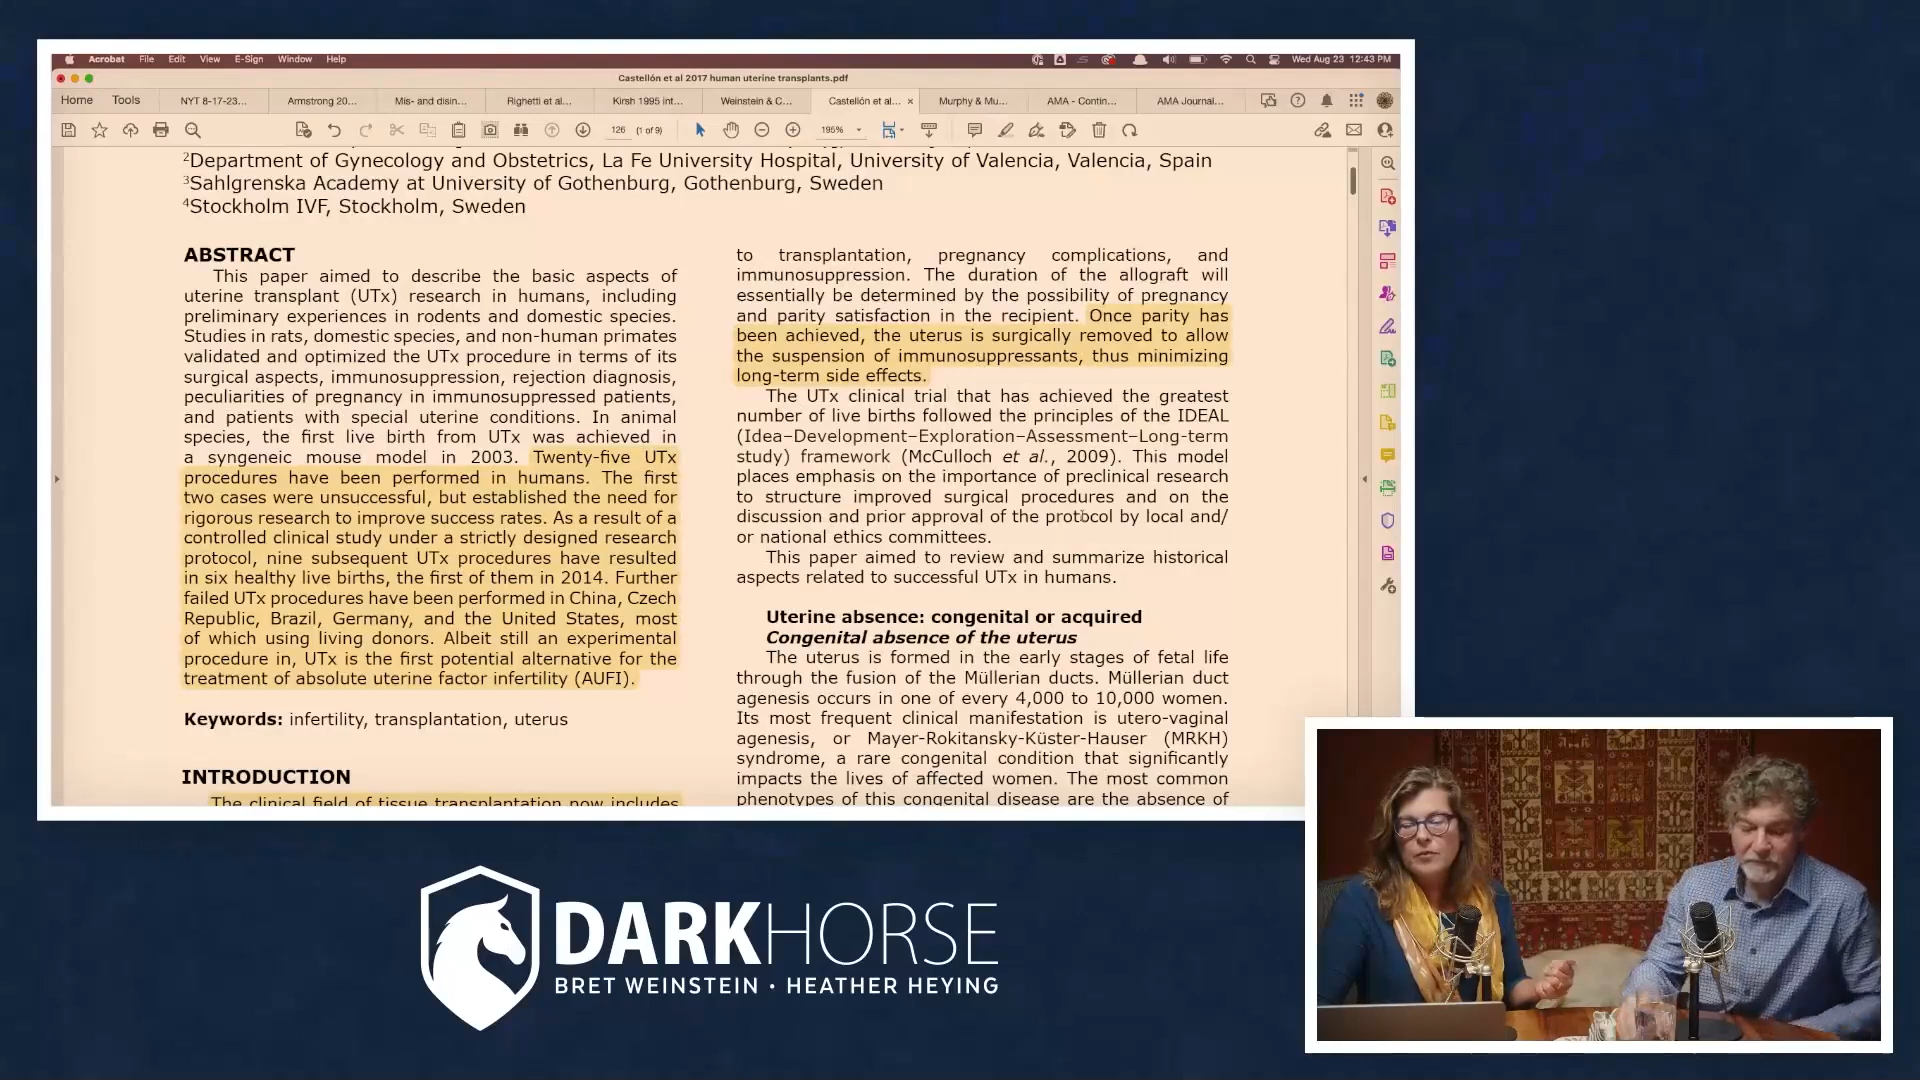 Acrobat File Edit View E-Sign Window Help
Wed Aug 23 12:43 PM
Castellón et al 2017 human uterine transplants.pdf
Home Tools NYT 8-17-23... Armstrong 20... Mis- and disin... Righetti et al... Kirsh 1995 int... Weinstein & C... Castellón et al... × Murphy & Mu... AMA - Contin... AMA Journal...
126 (1 of 9) 195%
²Department of Gynecology and Obstetrics, La Fe University Hospital, University of Valencia, Valencia, Spain
³Sahlgrenska Academy at University of Gothenburg, Gothenburg, Sweden
⁴Stockholm IVF, Stockholm, Sweden
ABSTRACT
This paper aimed to describe the basic aspects of
uterine transplant (UTx) research in humans, including
preliminary experiences in rodents and domestic species.
Studies in rats, domestic species, and non-human primates
validated and optimized the UTx procedure in terms of its
surgical aspects, immunosuppression, rejection diagnosis,
peculiarities of pregnancy in immunosuppressed patients,
and patients with special uterine conditions. In animal
species, the first live birth from UTx was achieved in
a syngeneic mouse model in 2003. Twenty-five UTx
procedures have been performed in humans. The first
two cases were unsuccessful, but established the need for
rigorous research to improve success rates. As a result of a
controlled clinical study under a strictly designed research
protocol, nine subsequent UTx procedures have resulted
in six healthy live births, the first of them in 2014. Further
failed UTx procedures have been performed in China, Czech
Republic, Brazil, Germany, and the United States, most
of which using living donors. Albeit still an experimental
procedure in, UTx is the first potential alternative for the
treatment of absolute uterine factor infertility (AUFI).
Keywords: infertility, transplantation, uterus
INTRODUCTION
The clinical field of tissue transplantation now includes
to transplantation, pregnancy complications, and
immunosuppression. The duration of the allograft will
essentially be determined by the possibility of pregnancy
and parity satisfaction in the recipient. Once parity has
been achieved, the uterus is surgically removed to allow
the suspension of immunosuppressants, thus minimizing
long-term side effects.
The UTx clinical trial that has achieved the greatest
number of live births followed the principles of the IDEAL
(Idea–Development–Exploration–Assessment–Long-term
study) framework (McCulloch et al., 2009). This model
places emphasis on the importance of preclinical research
to structure improved surgical procedures and on the
discussion and prior approval of the protocol by local and/
or national ethics committees.
This paper aimed to review and summarize historical
aspects related to successful UTx in humans.
Uterine absence: congenital or acquired
Congenital absence of the uterus
The uterus is formed in the early stages of fetal life
through the fusion of the Müllerian ducts. Müllerian duct
agenesis occurs in one of every 4,000 to 10,000 women.
Its most frequent clinical manifestation is utero-vaginal
agenesis, or Mayer-Rokitansky-Küster-Hauser (MRKH)
syndrome, a rare congenital condition that significantly
impacts the lives of affected women. The most common
phenotypes of this congenital disease are the absence of
DARKHORSE
BRET WEINSTEIN • HEATHER HEYING